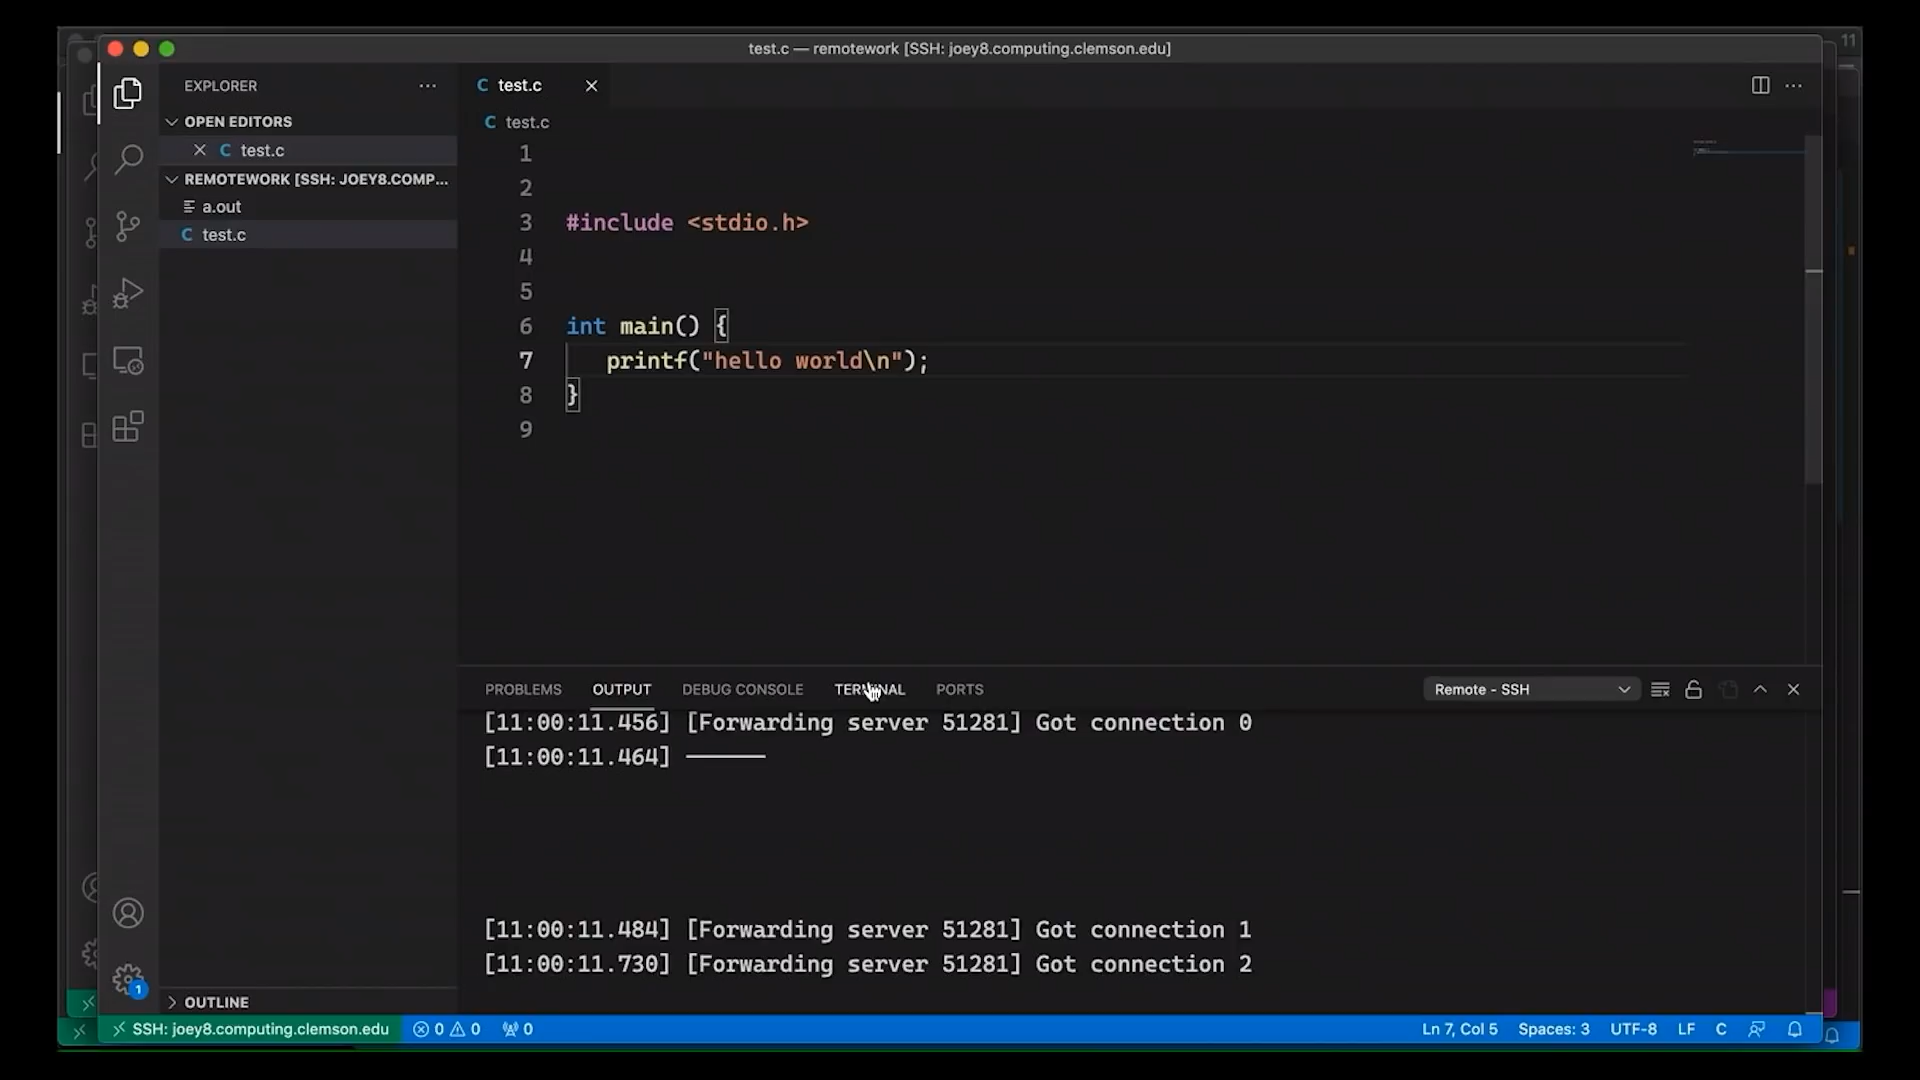 test.c — remotework [SSH: joey8.computing.clemson.edu]
11
EXPLORER
OPEN EDITORS
C test.c
REMOTEWORK [SSH: JOEY8.COMP...
a.out
C test.c
OUTLINE
C test.c
C test.c
1
2
3 #include <stdio.h>
4
5
6 int main() {
7 printf("hello world\n");
8 }
9
PROBLEMS OUTPUT DEBUG CONSOLE TERMINAL PORTS Remote - SSH
[11:00:11.456] [Forwarding server 51281] Got connection 0
[11:00:11.464] ——————
[11:00:11.484] [Forwarding server 51281] Got connection 1
[11:00:11.730] [Forwarding server 51281] Got connection 2
1
SSH: joey8.computing.clemson.edu 0 0 0 Ln 7, Col 5 Spaces: 3 UTF-8 LF C